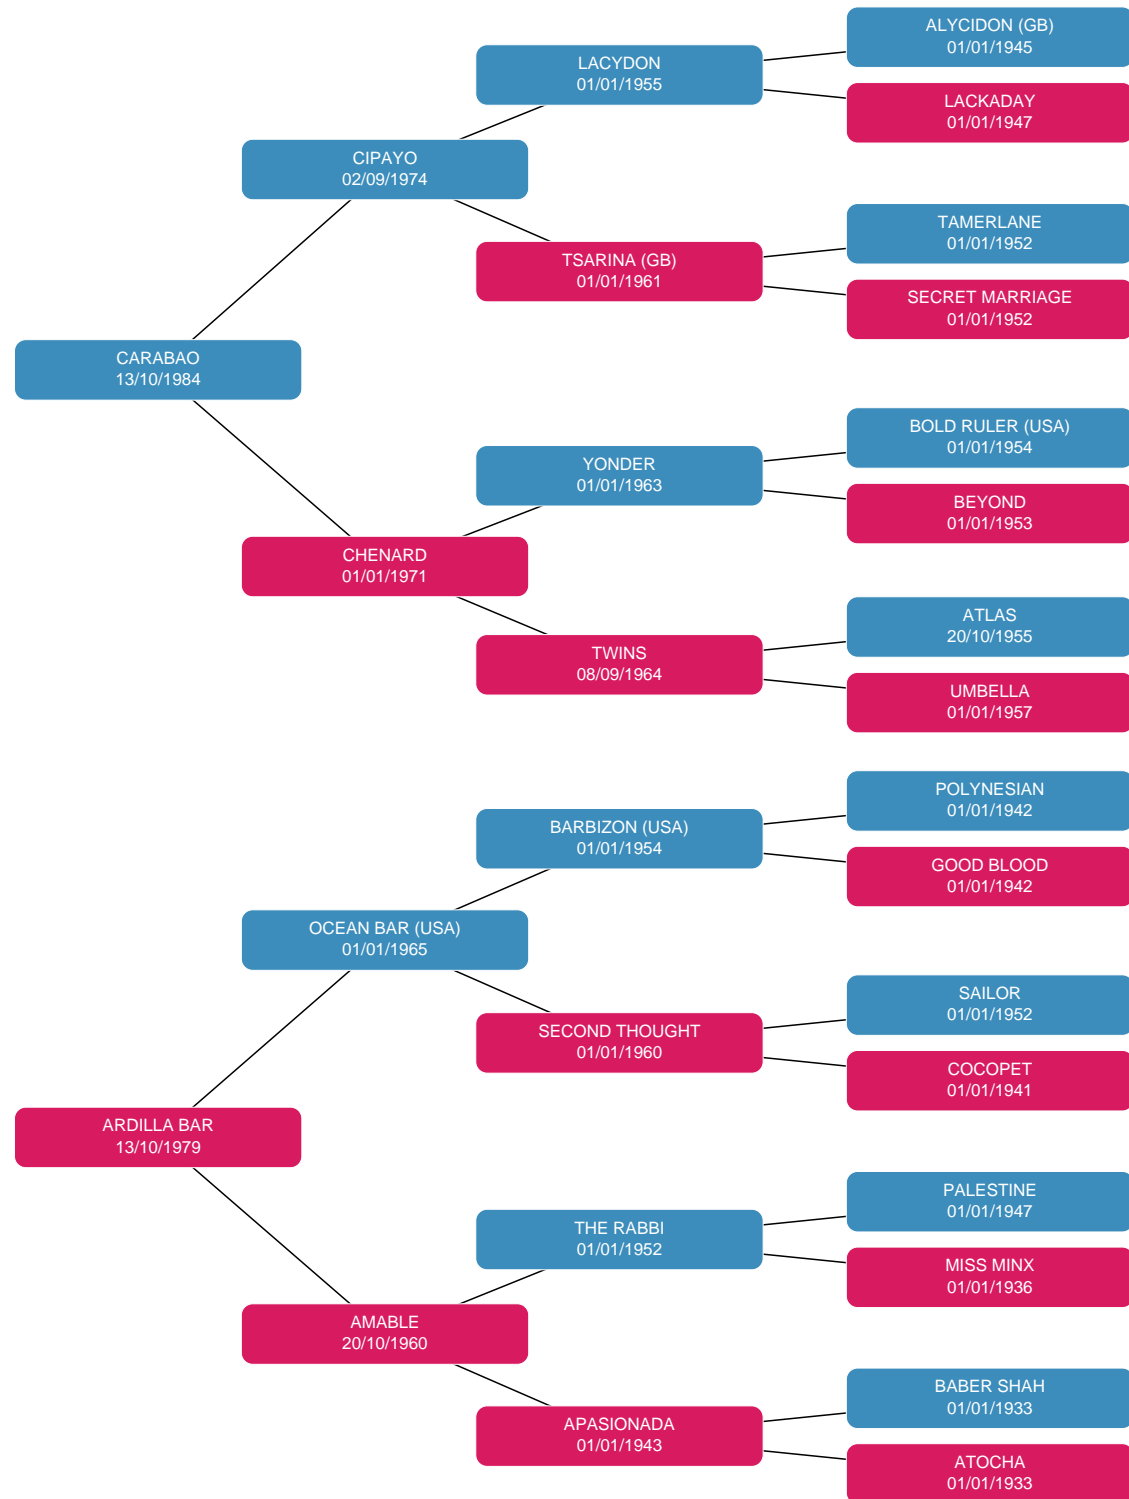 ALYCIDON (GB)
01/01/1945
LACYDON
01/01/1955
LACKADAY
01/01/1947
CIPAYO
02/09/1974
TAMERLANE
01/01/1952
TSARINA (GB)
01/01/1961
SECRET MARRIAGE
01/01/1952
CARABAO
13/10/1984
BOLD RULER (USA)
01/01/1954
YONDER
01/01/1963
BEYOND
01/01/1953
CHENARD
01/01/1971
ATLAS
20/10/1955
TWINS
08/09/1964
UMBELLA
01/01/1957
POLYNESIAN
01/01/1942
BARBIZON (USA)
01/01/1954
GOOD BLOOD
01/01/1942
OCEAN BAR (USA)
01/01/1965
SAILOR
01/01/1952
SECOND THOUGHT
01/01/1960
COCOPET
01/01/1941
ARDILLA BAR
13/10/1979
PALESTINE
01/01/1947
THE RABBI
01/01/1952
MISS MINX
01/01/1936
AMABLE
20/10/1960
BABER SHAH
01/01/1933
APASIONADA
01/01/1943
ATOCHA
01/01/1933